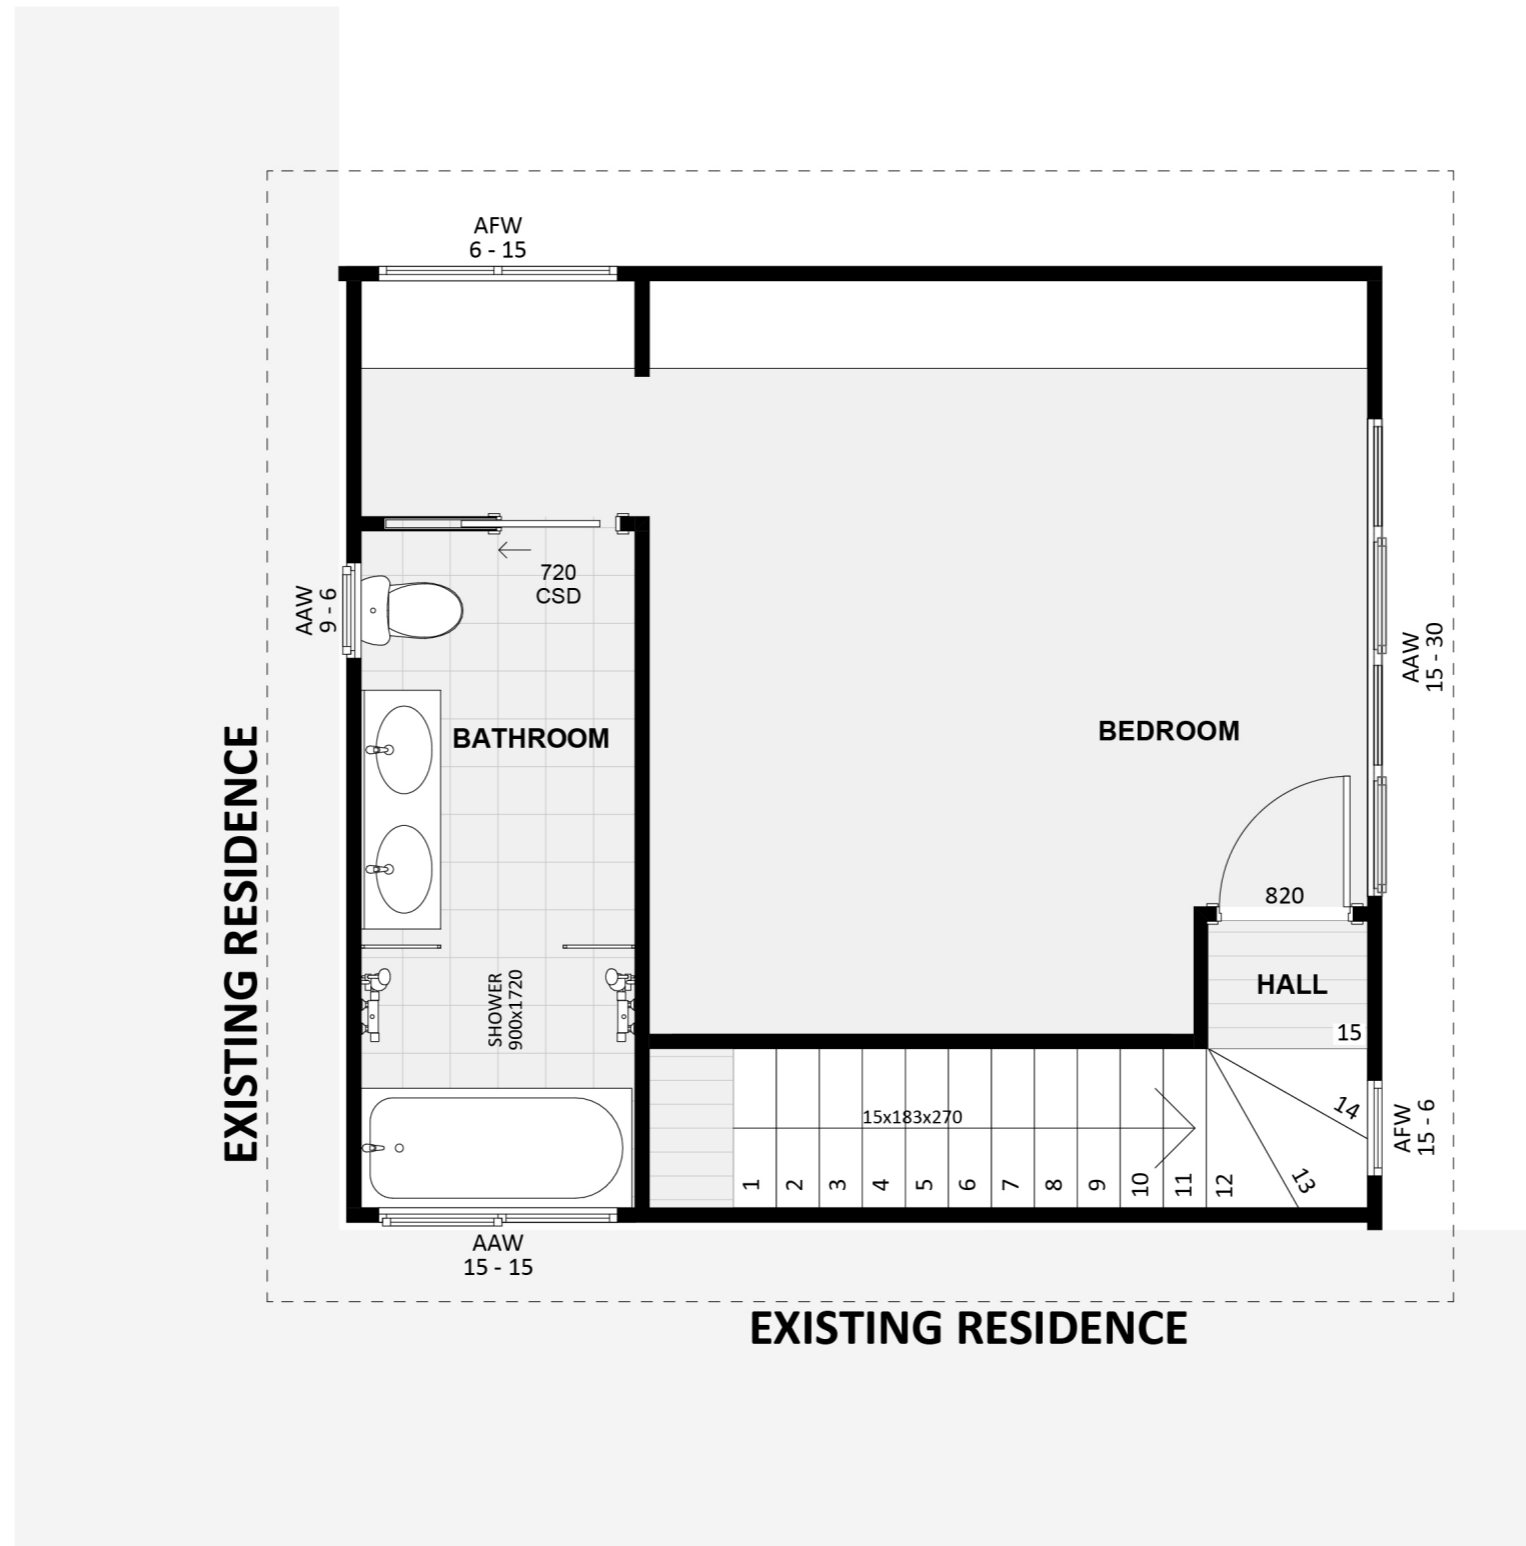 AFW
6 - 15
AAW
9 - 6
720
CSD
BATHROOM
BEDROOM
AAW
15 - 30
EXISTING RESIDENCE
820
HALL
15
SHOWER
900x1720
15x183x270
1
2
3
4
5
6
7
8
9
10
11
12
13
14
AFW
15 - 6
AAW
15 - 15
EXISTING RESIDENCE